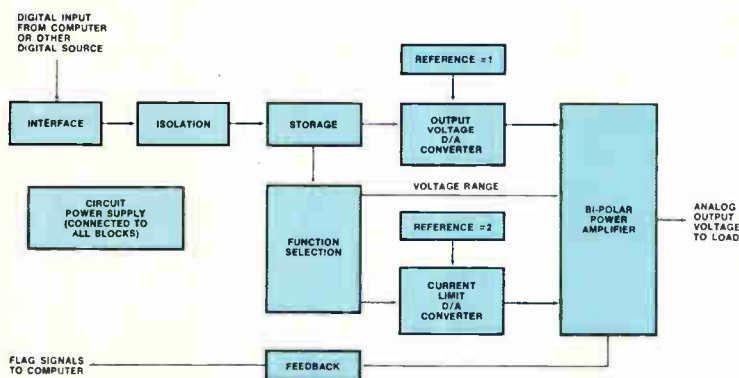 DIGITAL INPUT
FROM COMPUTER
OR OTHER
DIGITAL SOURCE
REFERENCE =1
INTERFACE
ISOLATION
STORAGE
OUTPUT
VOLTAGE
D/A
CONVERTER
CIRCUIT
POWER SUPPLY
(CONNECTED TO
ALL BLOCKS)
FUNCTION
SELECTION
VOLTAGE RANGE
REFERENCE =2
CURRENT
LIMIT
D/A
CONVERTER
BI-POLAR
POWER
AMPLIFIER
ANALOG
OUTPUT
VOLTAGE
TO LOAD
FLAG SIGNALS
TO COMPUTER
FEEDBACK